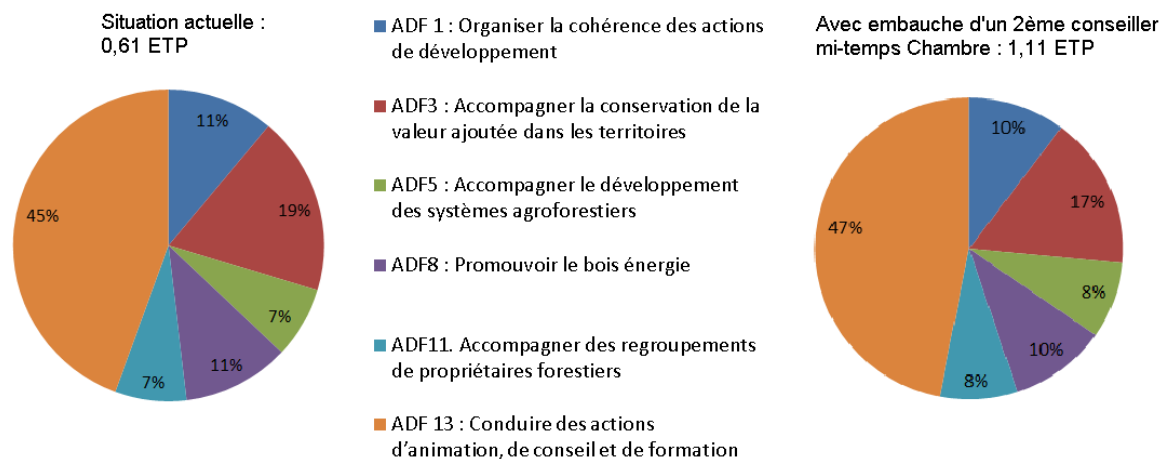 Situation actuelle :
0,61 ETP
11%
19%
7%
11%
7%
45%
ADF 1 : Organiser la cohérence des actions
de développement
ADF3 : Accompagner la conservation de la
valeur ajoutée dans les territoires
ADF5 : Accompagner le développement
des systèmes agroforestiers
ADF8 : Promouvoir le bois énergie
ADF11. Accompagner des regroupements
de propriétaires forestiers
ADF 13 : Conduire des actions
d'animation, de conseil et de formation
Avec embauche d'un 2ème conseiller
mi-temps Chambre : 1,11 ETP
10%
17%
8%
10%
8%
47%